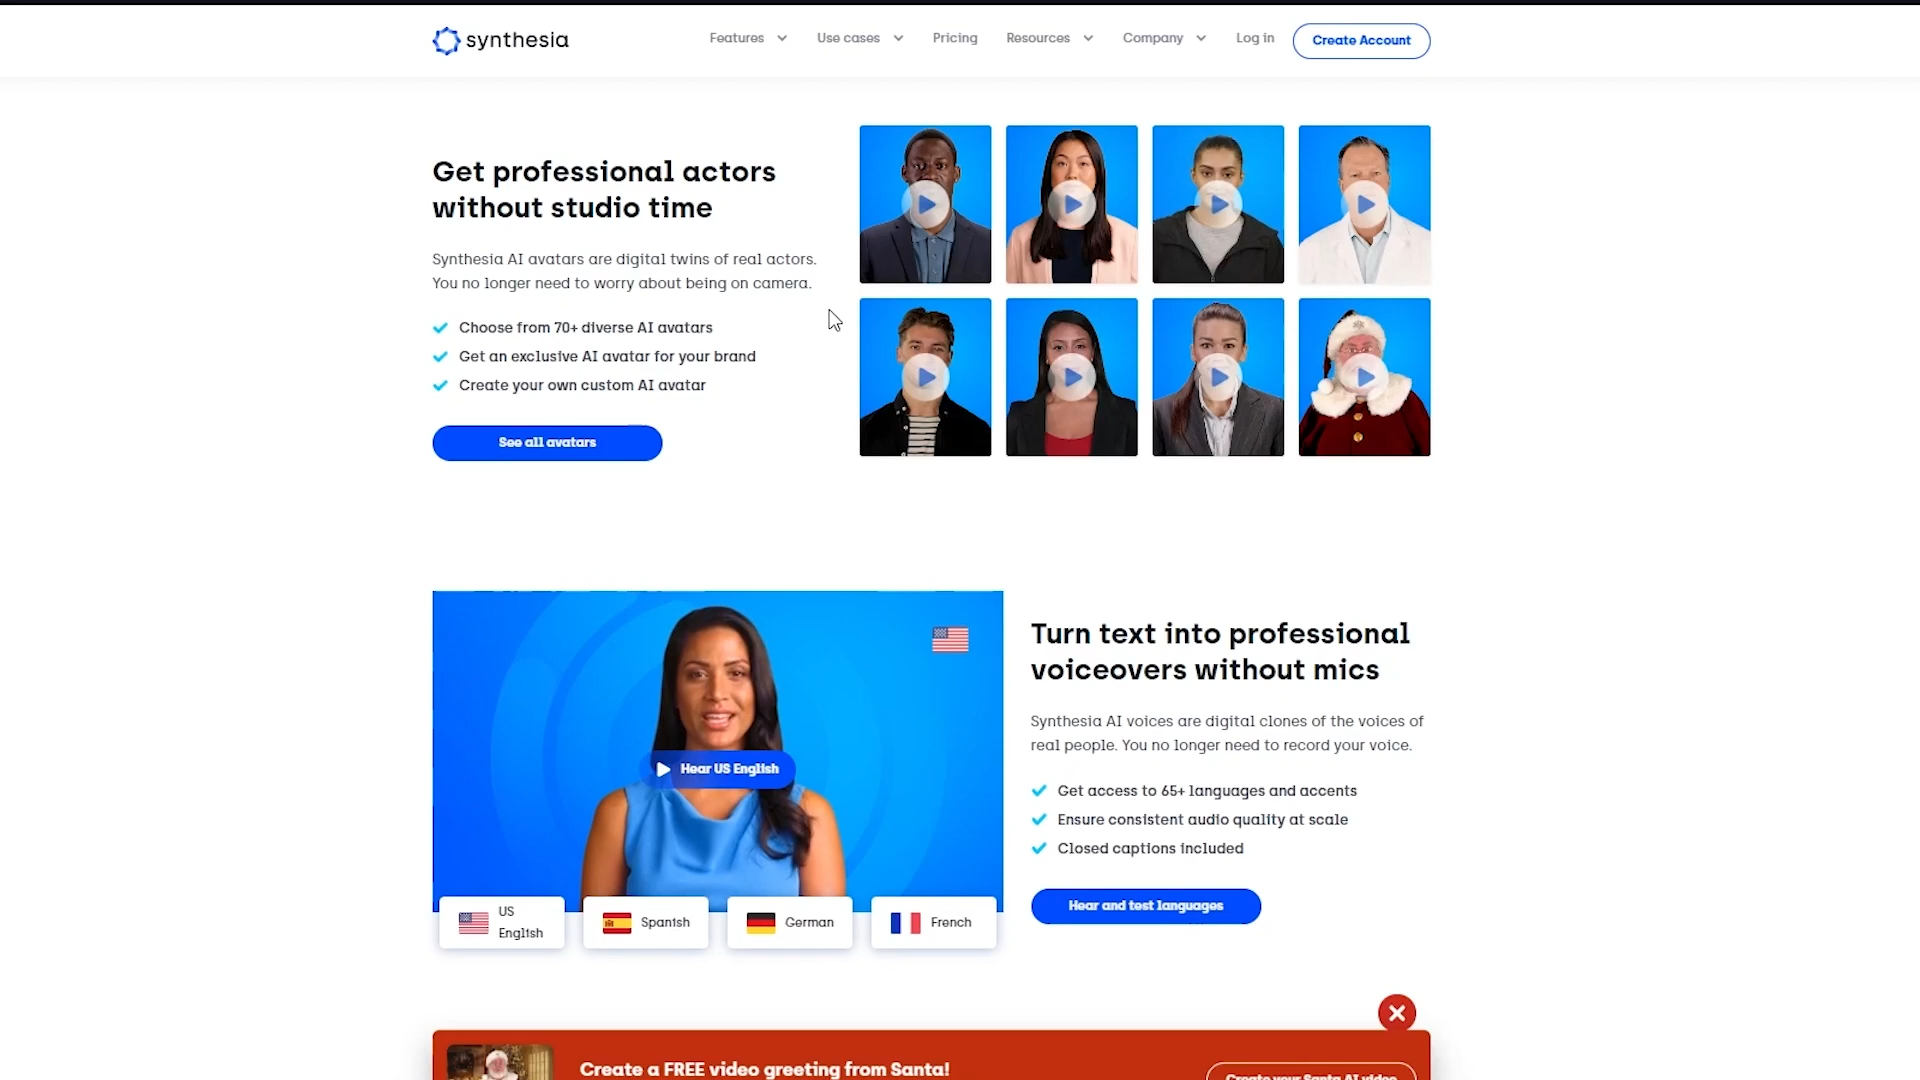 synthesia
Features
Use cases
Pricing
Resources
Company
Log in
Create Account
Get professional actors
without studio time
Synthesia AI avatars are digital twins of real actors.
You no longer need to worry about being on camera.
Choose from 70+ diverse AI avatars
Get an exclusive AI avatar for your brand
Create your own custom AI avatar
See all avatars
Hear US English
US
English
Spanish
German
French
Turn text into professional
voiceovers without mics
Synthesia AI voices are digital clones of the voices of
real people. You no longer need to record your voice.
Get access to 65+ languages and accents
Ensure consistent audio quality at scale
Closed captions included
Hear and test languages
Create a FREE video greeting from Santa!
Create your Santa AI video